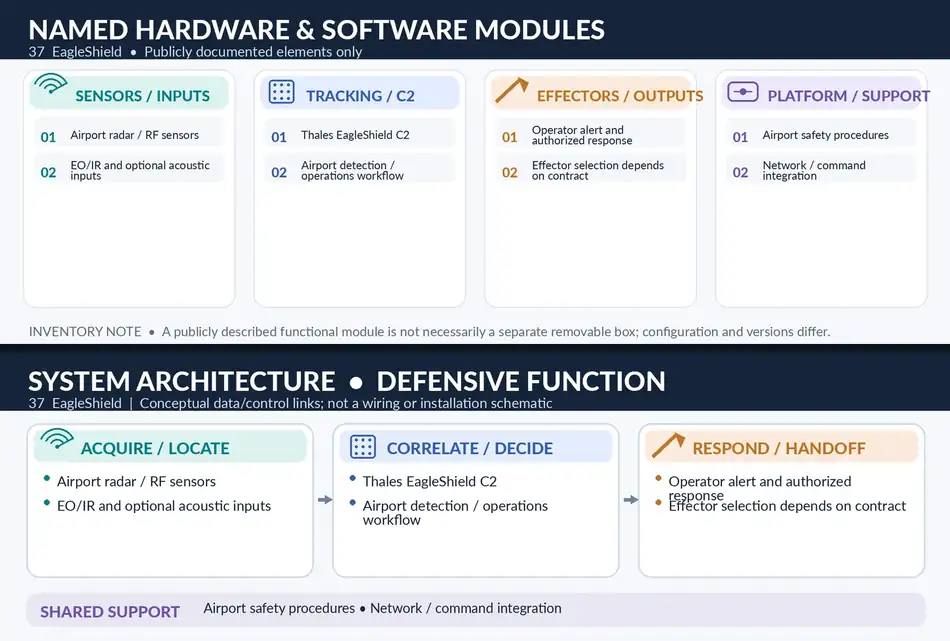 NAMED HARDWARE & SOFTWARE MODULES
37 EagleShield • Publicly documented elements only
SENSORS / INPUTS
01 Airport radar / RF sensors
02 EO/IR and optional acoustic
inputs
TRACKING / C2
01 Thales EagleShield C2
02 Airport detection /
operations workflow
EFFECTORS / OUTPUTS
01 Operator alert and
authorized response
02 Effector selection depends
on contract
PLATFORM / SUPPORT
01 Airport safety procedures
02 Network / command
integration
INVENTORY NOTE • A publicly described functional module is not necessarily a separate removable box; configuration and versions differ.
SYSTEM ARCHITECTURE • DEFENSIVE FUNCTION
37 EagleShield | Conceptual data/control links; not a wiring or installation schematic
ACQUIRE / LOCATE
• Airport radar / RF sensors
• EO/IR and optional acoustic inputs
CORRELATE / DECIDE
• Thales EagleShield C2
• Airport detection / operations
workflow
RESPOND / HANDOFF
• Operator alert and authorized
response
• Effector selection depends on contract
SHARED SUPPORT
Airport safety procedures • Network / command integration